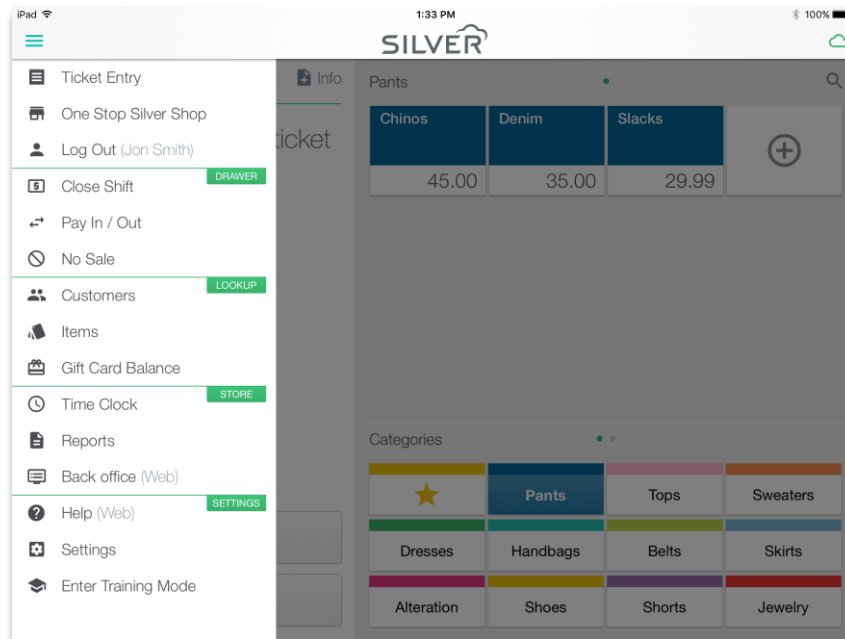 iPad 1:33 PM 100%
SILVER
Ticket Entry
One Stop Silver Shop
Log Out (Jon Smith)
DRAWER
Close Shift
Pay In / Out
No Sale
LOOKUP
Customers
Items
Gift Card Balance
STORE
Time Clock
Reports
Back office (Web)
SETTINGS
Help (Web)
Settings
Enter Training Mode
Info
ticket
Pants
Chinos Denim Slacks
45.00 35.00 29.99
Categories
Pants Tops Sweaters
Dresses Handbags Belts Skirts
Alteration Shoes Shorts Jewelry